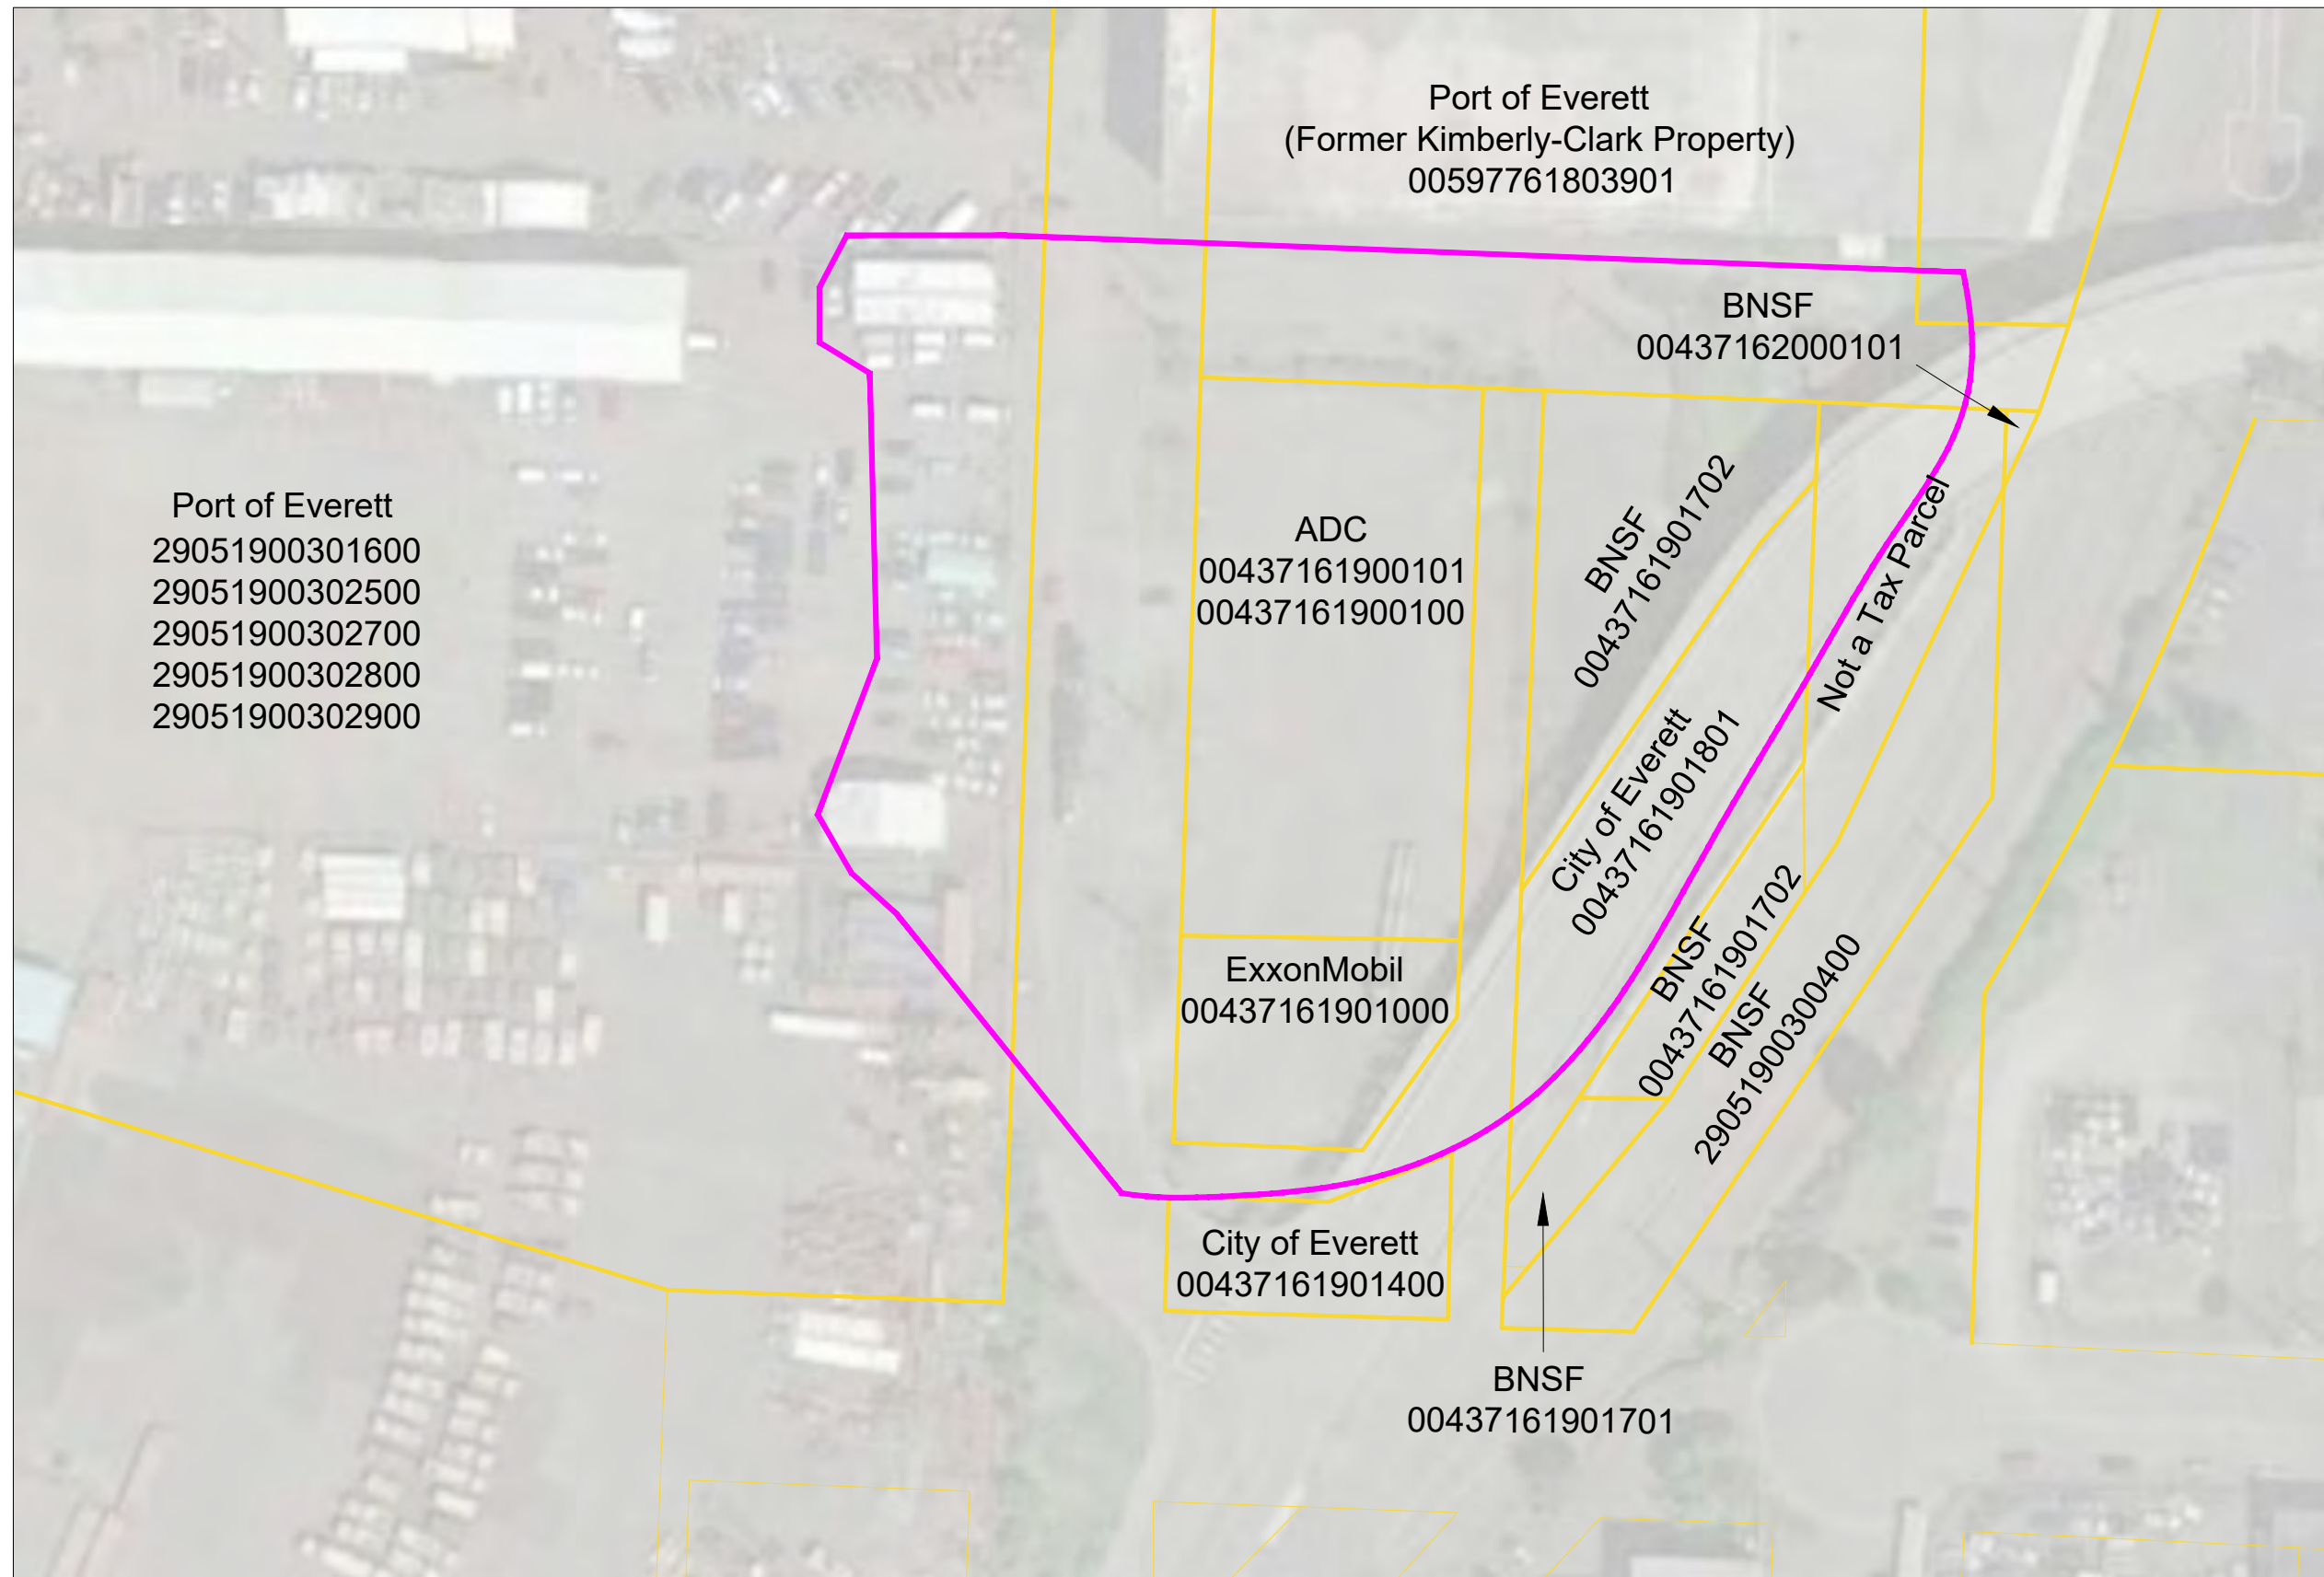 Port of Everett
(Former Kimberly-Clark Property)
00597761803901
BNSF
00437162000101
Port of Everett
29051900301600
29051900302500
29051900302700
29051900302800
29051900302900
ADC
00437161900101
00437161900100
BNSF
00437161901702
Not a Tax Parcel
City of Everett
00437161901801
BNSF
00437161901702
BNSF
29051900300400
ExxonMobil
00437161901000
City of Everett
00437161901400
BNSF
00437161901701